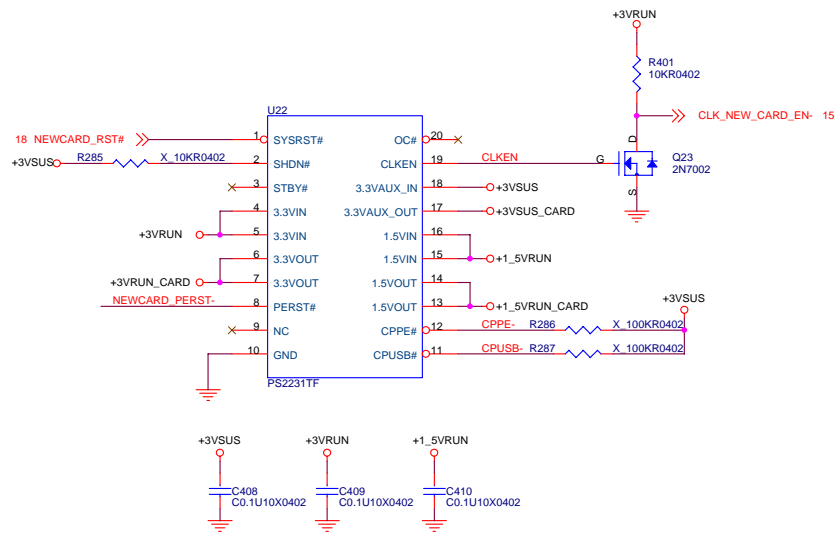 +3VRUN
R401
10KR0402
CLK_NEW_CARD_EN- 15
U22
18 NEWCARD_RST#
1 SYSRST# OC# 20
+3VSUS R285 X_10KR0402 2 SHDN# CLKEN 19 CLKEN
D
G
S
Q23
2N7002
3 STBY# 3.3VAUX_IN 18 +3VSUS
4 3.3VIN 3.3VAUX_OUT 17 +3VSUS_CARD
+3VRUN 5 3.3VIN 1.5VIN 16
6 3.3VOUT 1.5VIN 15 +1_5VRUN
+3VRUN_CARD 7 3.3VOUT 1.5VOUT 14
NEWCARD_PERST- 8 PERST# 1.5VOUT 13 +1_5VRUN_CARD
+3VSUS
9 NC CPPE# 12 CPPE- R286 X_100KR0402
10 GND CPUSB# 11 CPUSB- R287 X_100KR0402
PS2231TF
+3VSUS +3VRUN +1_5VRUN
C408 C409 C410
C0.1U10X0402 C0.1U10X0402 C0.1U10X0402